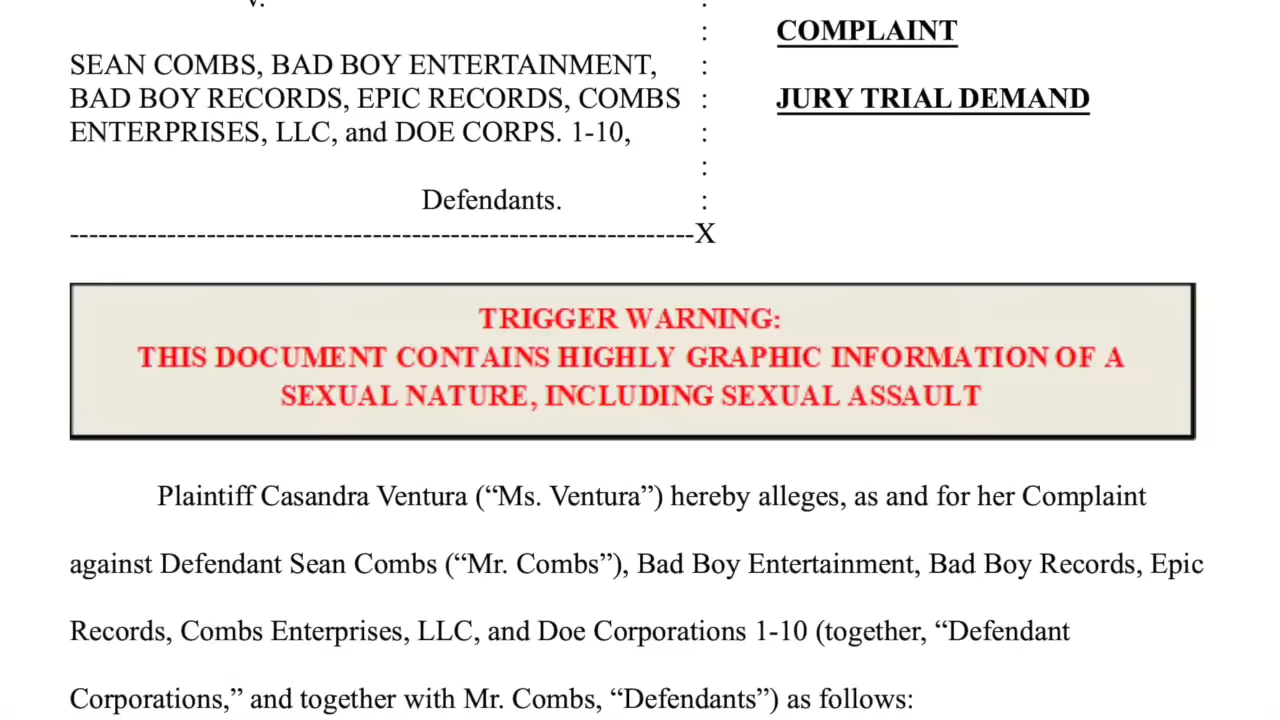 v.
COMPLAINT
SEAN COMBS, BAD BOY ENTERTAINMENT,
BAD BOY RECORDS, EPIC RECORDS, COMBS : JURY TRIAL DEMAND
ENTERPRISES, LLC, and DOE CORPS. 1-10, :
:
Defendants. :
----------------------------------------------------------------X
TRIGGER WARNING:
THIS DOCUMENT CONTAINS HIGHLY GRAPHIC INFORMATION OF A
SEXUAL NATURE, INCLUDING SEXUAL ASSAULT
Plaintiff Casandra Ventura (“Ms. Ventura”) hereby alleges, as and for her Complaint
against Defendant Sean Combs (“Mr. Combs”), Bad Boy Entertainment, Bad Boy Records, Epic
Records, Combs Enterprises, LLC, and Doe Corporations 1-10 (together, “Defendant
Corporations,” and together with Mr. Combs, “Defendants”) as follows: